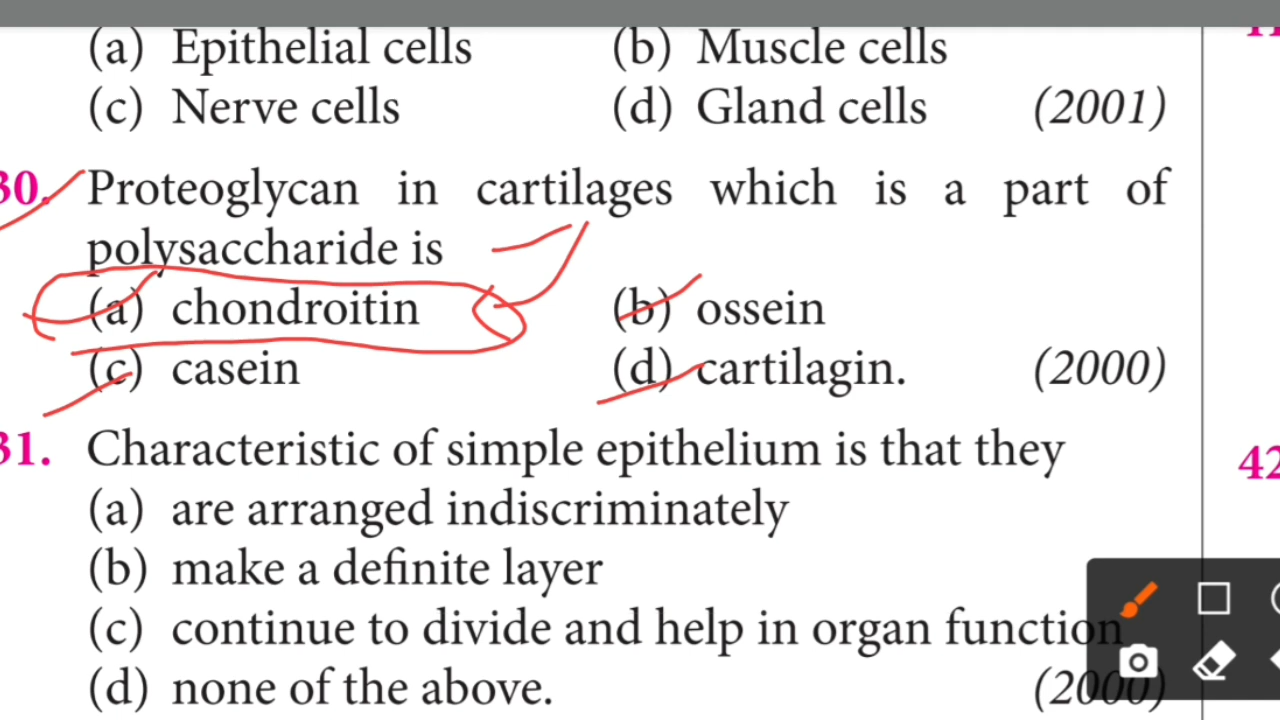 (a) Epithelial cells (b) Muscle cells
(c) Nerve cells (d) Gland cells (2001)
30. Proteoglycan in cartilages which is a part of
polysaccharide is
(a) chondroitin (b) ossein
(c) casein (d) cartilagin. (2000)
31. Characteristic of simple epithelium is that they
(a) are arranged indiscriminately
(b) make a definite layer
(c) continue to divide and help in organ function
(d) none of the above. (2000)
42